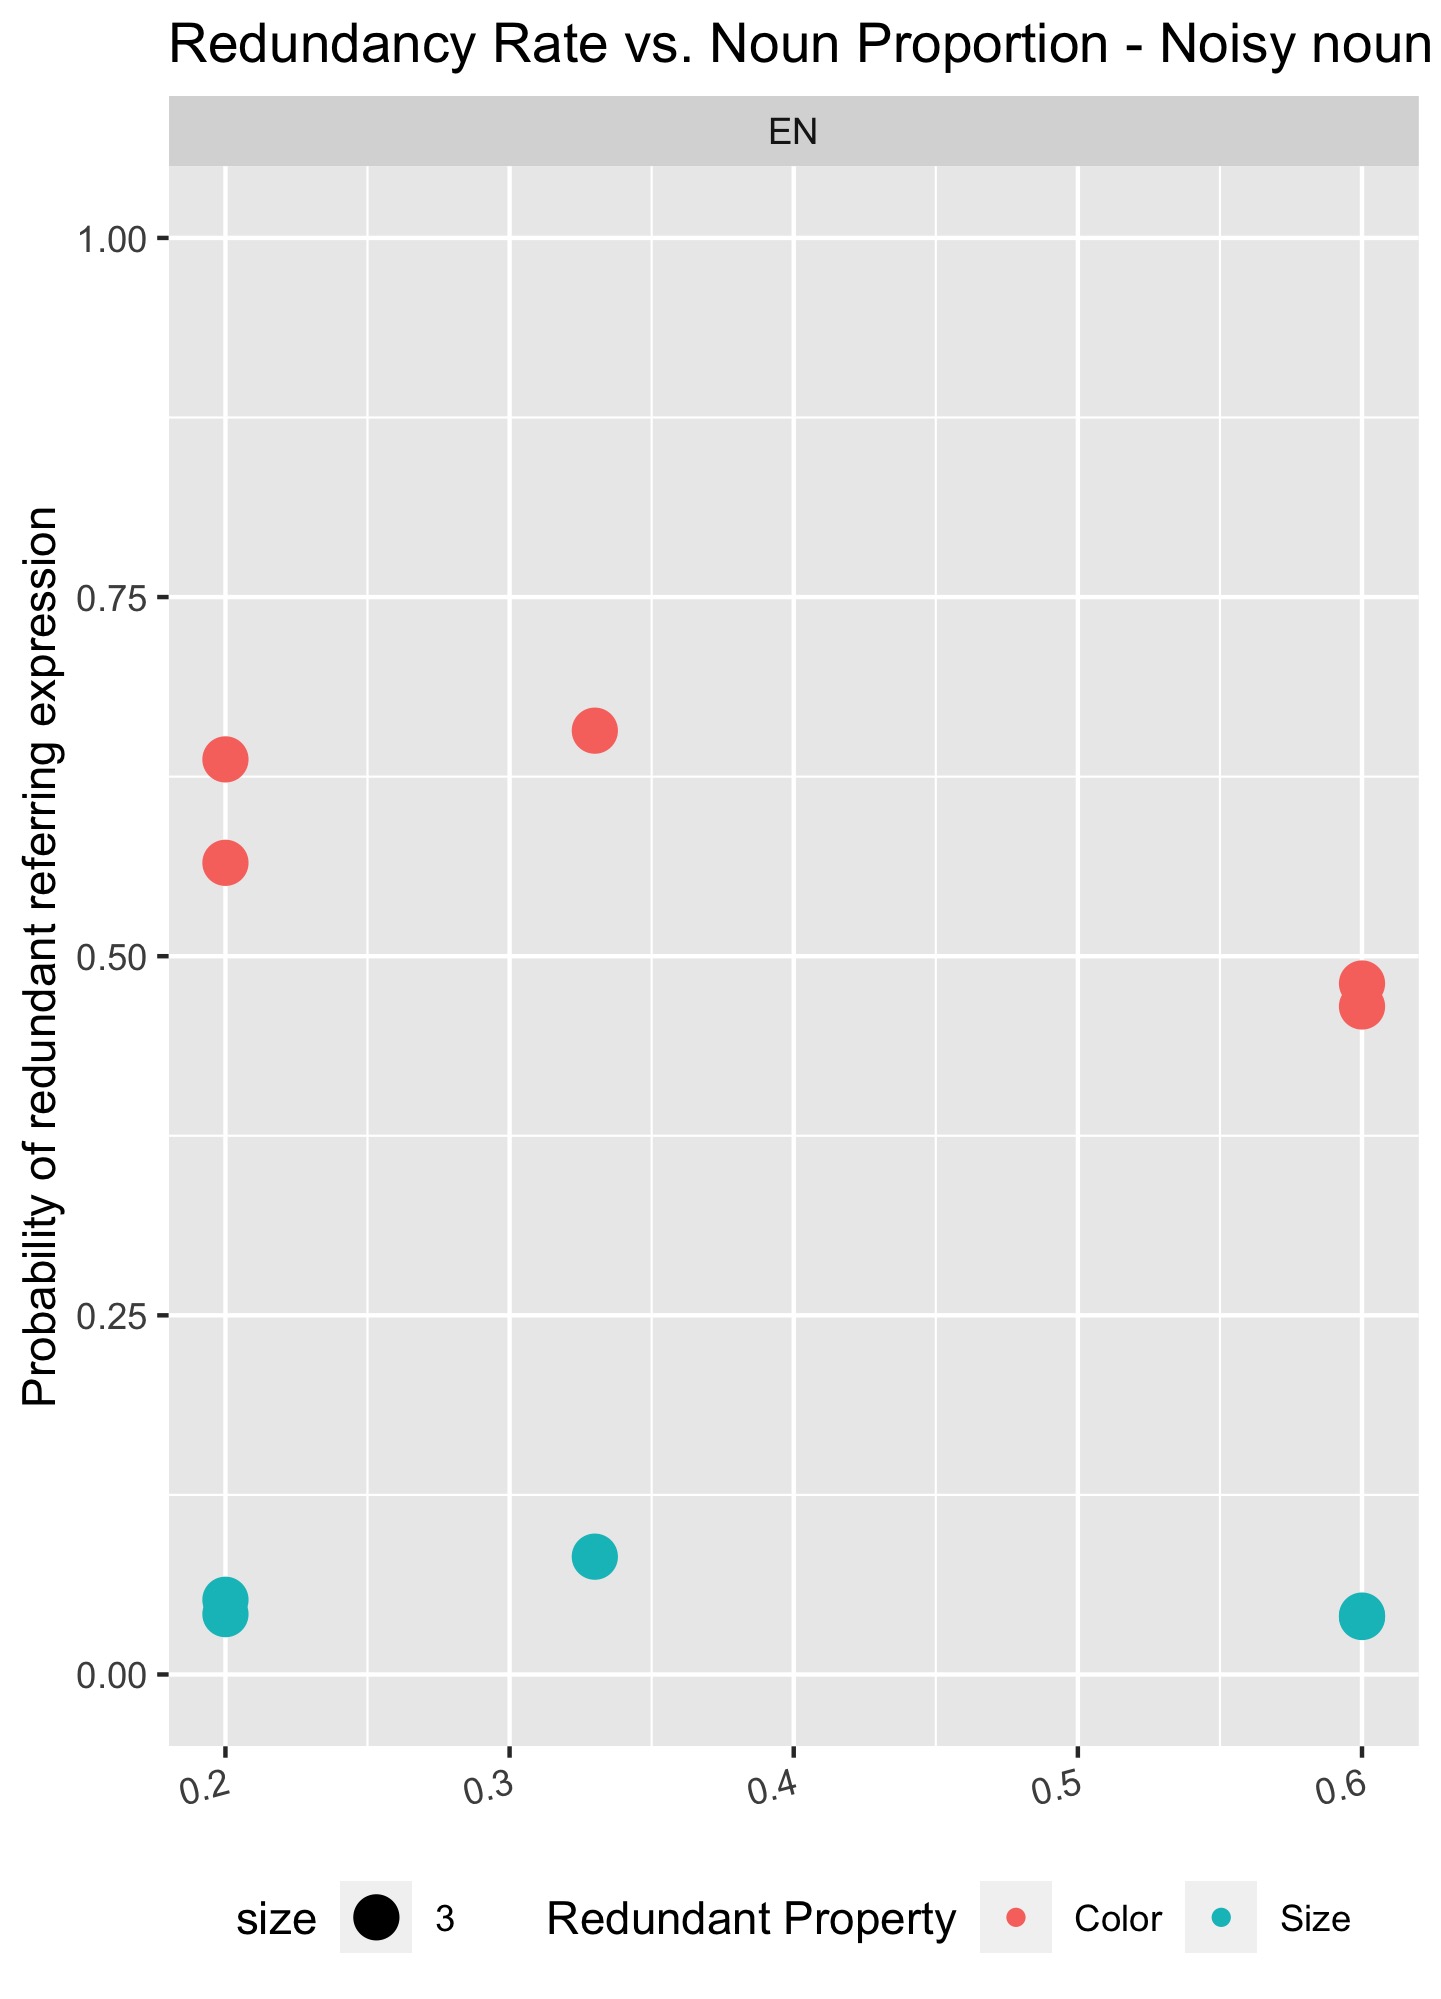 Redundancy Rate vs. Noun Proportion - Noisy noun
EN
Probability of redundant referring expression
1.00
0.75
0.50
0.25
0.00
0.2 0.3 0.4 0.5 0.6
size 3 Redundant Property Color Size